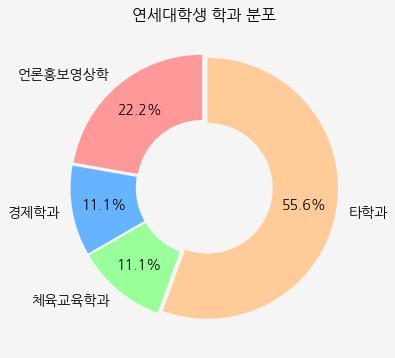 연세대학생 학과 분포
언론홍보영상학
22.2%
경제학과
11.1%
체육교육학과
11.1%
타학과
55.6%